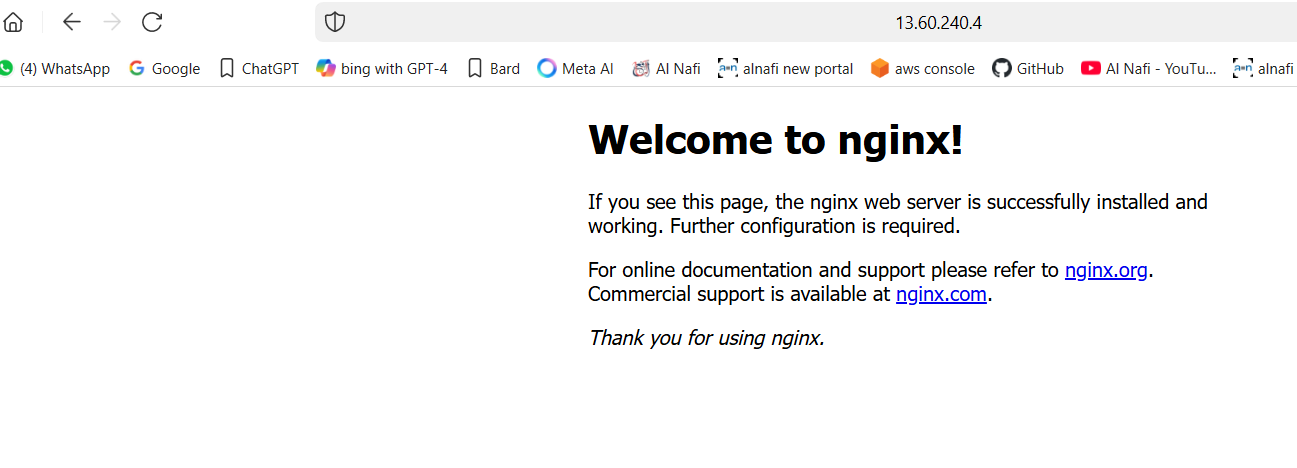 13.60.240.4
(4) WhatsApp Google ChatGPT bing with GPT-4 Bard Meta AI Al Nafi a≡n alnafi new portal aws console GitHub Al Nafi - YouTu... a≡n alnafi
Welcome to nginx!
If you see this page, the nginx web server is successfully installed and
working. Further configuration is required.
For online documentation and support please refer to nginx.org.
Commercial support is available at nginx.com.
Thank you for using nginx.